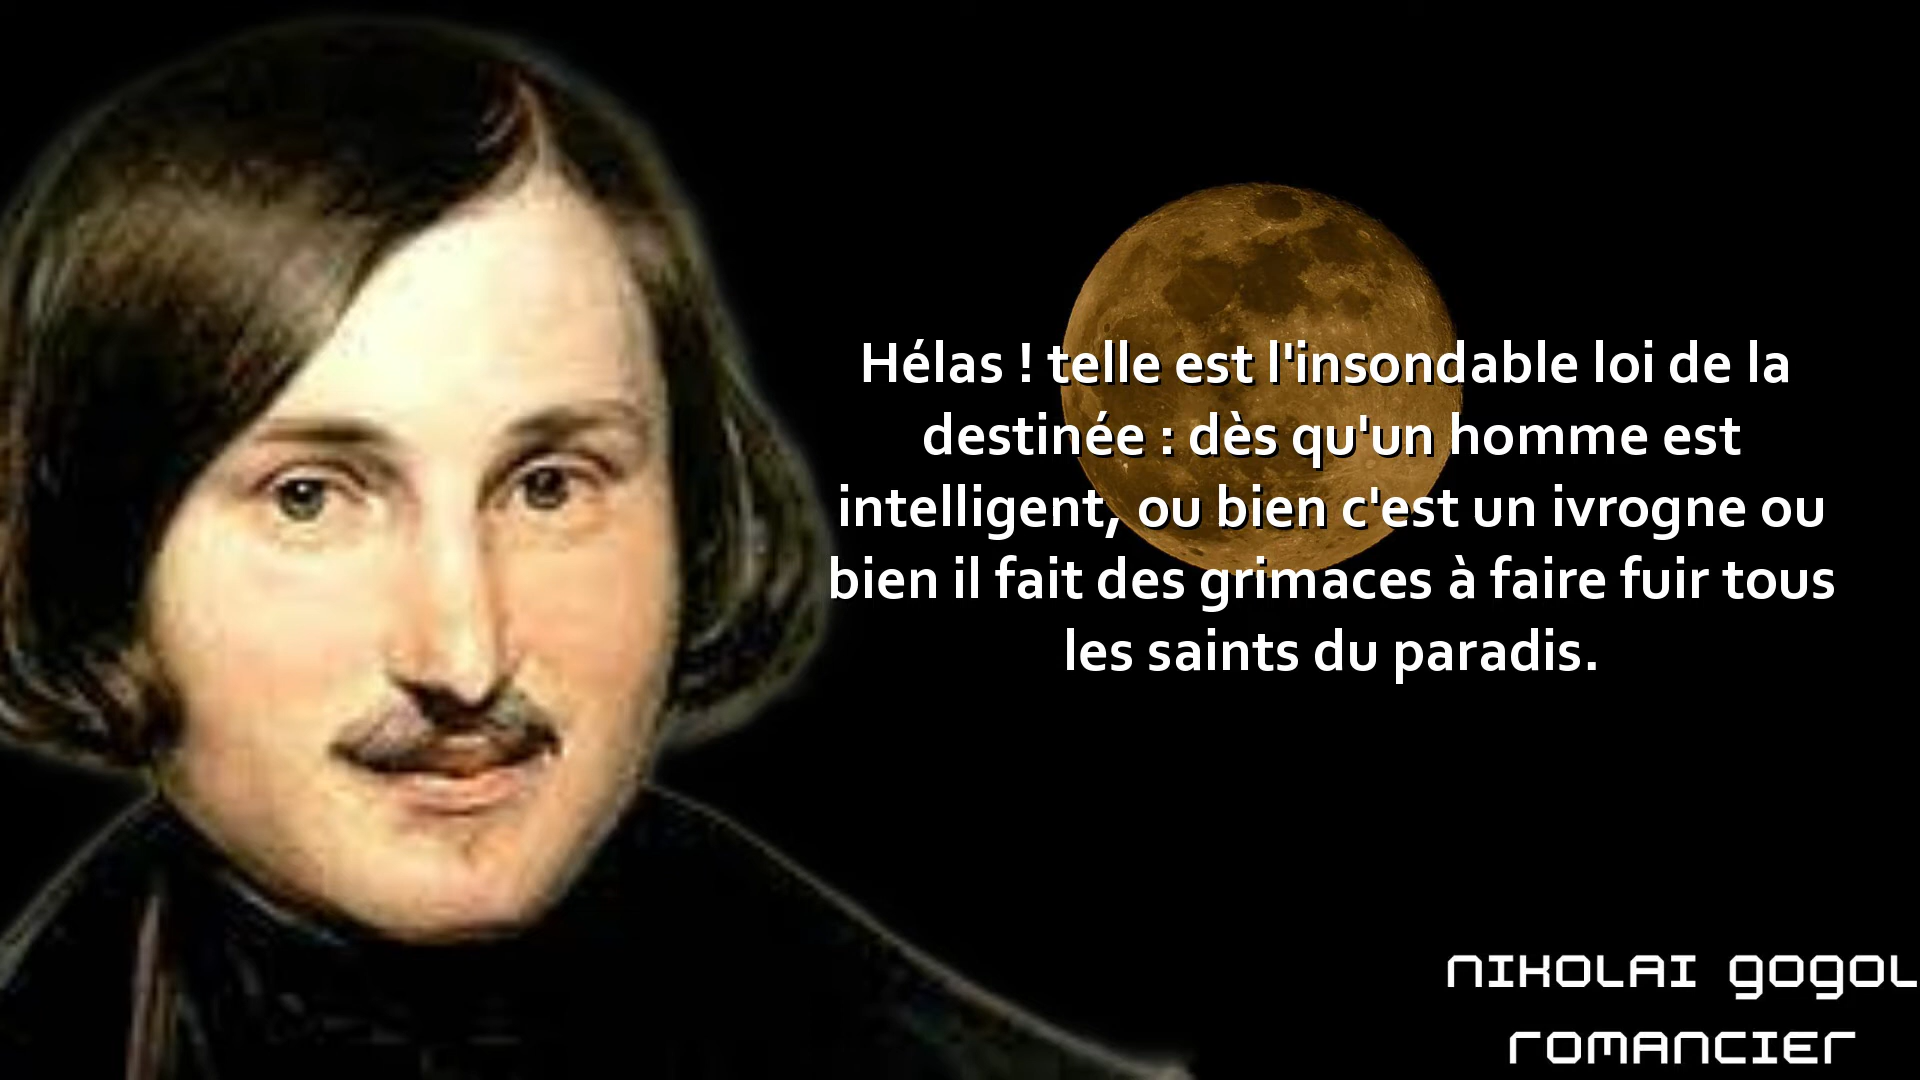 Hélas ! telle est l'insondable loi de la
destinée : dès qu'un homme est
intelligent, ou bien c'est un ivrogne ou
bien il fait des grimaces à faire fuir tous
les saints du paradis.
NIKOLAI GOGOL
ROMANCIER